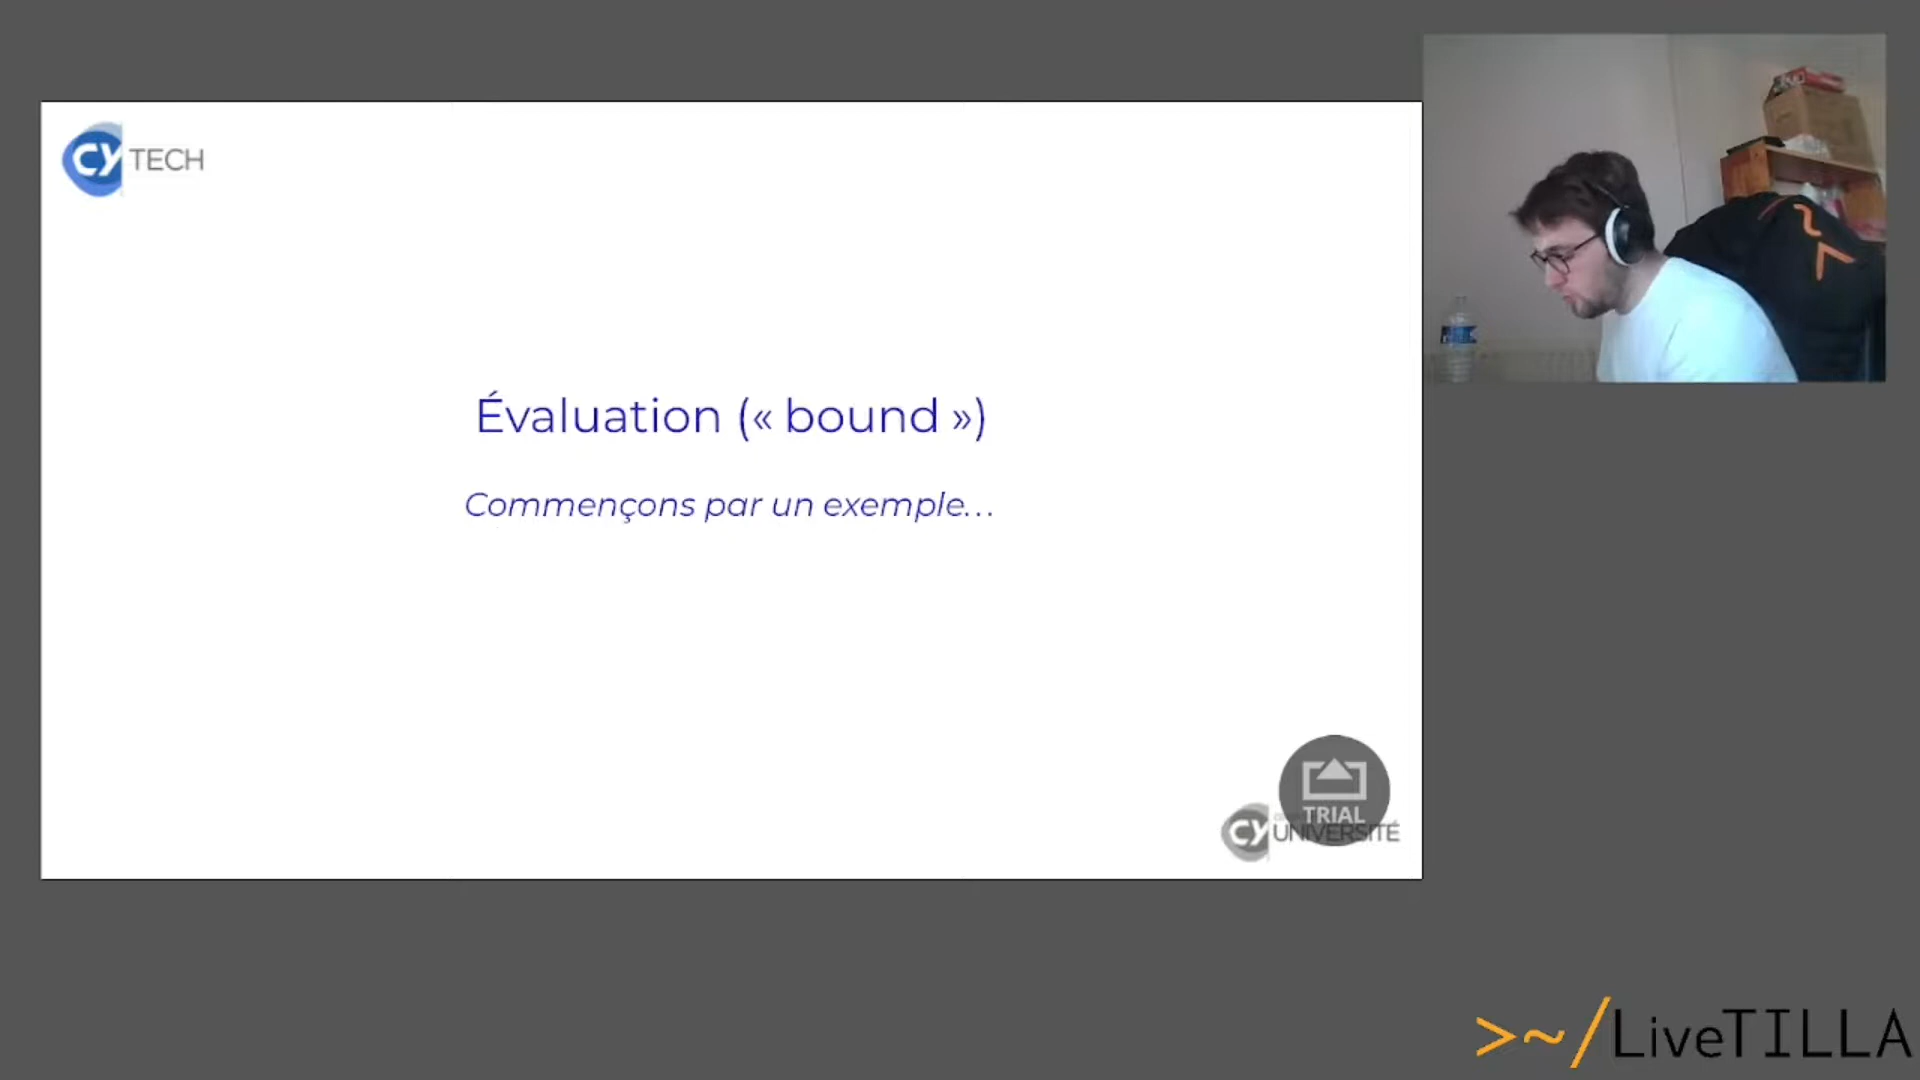 CY TECH
Évaluation (« bound »)
Commençons par un exemple...
TRIAL
CY UNIVERSITÉ
>~/LiveTILLA